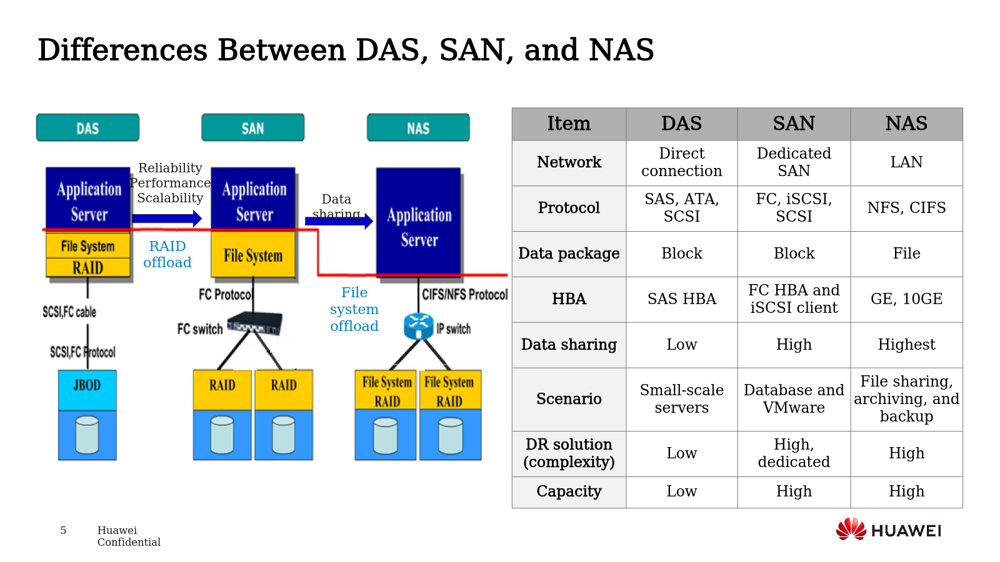 Differences Between DAS, SAN, and NAS
DAS
SAN
NAS
Application
Server
File System
RAID
SCSI,FC cable
SCSI,FC Protocol
JBOD
Reliability
Performance
Scalability
RAID
offload
Application
Server
File System
FC Protocol
FC switch
RAID
RAID
Data
sharing
File
system
offload
Application
Server
CIFS/NFS Protocol
IP switch
File System
RAID
File System
RAID
Item
DAS
SAN
NAS
Network
Direct
connection
Dedicated
SAN
LAN
Protocol
SAS, ATA,
SCSI
FC, iSCSI,
SCSI
NFS, CIFS
Data package
Block
Block
File
HBA
SAS HBA
FC HBA and
iSCSI client
GE, 10GE
Data sharing
Low
High
Highest
Scenario
Small-scale
servers
Database and
VMware
File sharing,
archiving, and
backup
DR solution
(complexity)
Low
High,
dedicated
High
Capacity
Low
High
High
5
Huawei
Confidential
HUAWEI